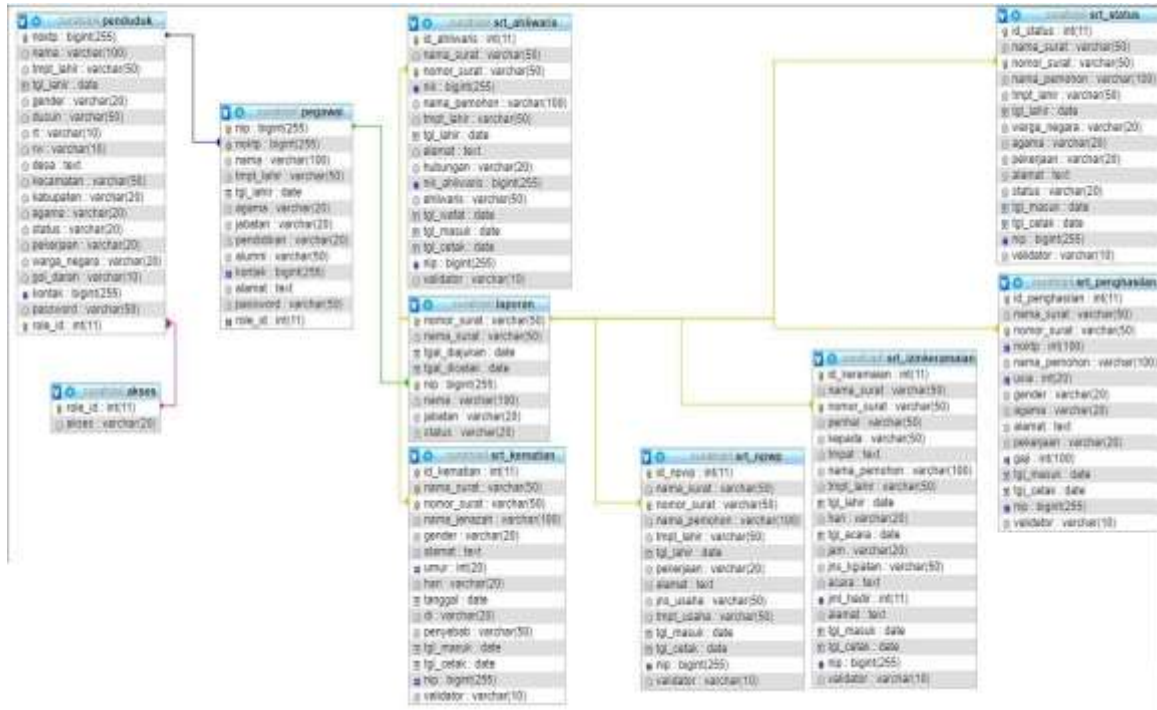 penduduk
noktp : bigint(255)
nama : varchar(100)
tmpt_lahir : varchar(50)
tgl_lahir : date
gender : varchar(20)
dusun : varchar(50)
rt : varchar(10)
rw : varchar(10)
desa : text
kecamatan : varchar(50)
kabupaten : varchar(20)
agama : varchar(20)
status : varchar(20)
pekerjaan : varchar(20)
warga_negara : varchar(20)
gol_darah : varchar(10)
kontak : bigint(255)
password : varchar(50)
role_id : int(11)
akses
role_id : int(11)
akses : varchar(20)
pegawai
nip : bigint(255)
noktp : bigint(255)
nama : varchar(100)
tmpt_lahir : varchar(50)
tgl_lahir : date
agama : varchar(20)
jabatan : varchar(20)
pendidikan : varchar(20)
alumni : varchar(50)
kontak : bigint(255)
alamat : text
password : varchar(50)
role_id : int(11)
srt_ahliwaris
id_ahliwaris : int(11)
nama_surat : varchar(50)
nomor_surat : varchar(50)
nik : bigint(255)
nama_pemohon : varchar(100)
tmpt_lahir : varchar(50)
tgl_lahir : date
alamat : text
hubungan : varchar(20)
nik_ahliwaris : bigint(255)
ahliwaris : varchar(50)
tgl_wafat : date
tgl_masuk : date
tgl_cetak : date
nip : bigint(255)
validator : varchar(10)
laporan
nomor_surat : varchar(50)
nama_surat : varchar(50)
tgal_diajukan : date
tgal_dicetak : date
nip : bigint(255)
nama : varchar(100)
jabatan : varchar(20)
status : varchar(20)
srt_kematian
id_kematian : int(11)
nama_surat : varchar(50)
nomor_surat : varchar(50)
nama_jenazah : varchar(100)
gender : varchar(20)
alamat : text
umur : int(20)
hari : varchar(20)
tanggal : date
di : varchar(20)
penyebab : varchar(50)
tgl_masuk : date
tgl_cetak : date
nip : bigint(255)
validator : varchar(10)
srt_npwp
id_npwp : int(11)
nama_surat : varchar(50)
nomor_surat : varchar(50)
nama_pemohon : varchar(100)
tmpt_lahir : varchar(50)
tgl_lahir : date
pekerjaan : varchar(20)
alamat : text
jns_usaha : varchar(50)
tmpt_usaha : varchar(50)
tgl_masuk : date
tgl_cetak : date
nip : bigint(255)
validator : varchar(10)
srt_izinkeramaian
id_keramaian : int(11)
nama_surat : varchar(50)
nomor_surat : varchar(50)
perihal : varchar(50)
kepada : varchar(50)
tmpat : text
nama_pemohon : varchar(100)
tmpt_lahir : varchar(50)
tgl_lahir : date
hari : varchar(20)
tgl_acara : date
jam : varchar(20)
: varchar(50)
acara : text
jml_hadir : int(11)
alamat : text
tgl_masuk : date
tgl_cetak : date
nip : bigint(255)
validator : varchar(10)
srt_status
id_status : int(11)
nama_surat : varchar(50)
nomor_surat : varchar(50)
nama_pemohon : varchar(100)
tmpt_lahir : varchar(50)
tgl_lahir : date
warga_negara : varchar(20)
agama : varchar(20)
pekerjaan : varchar(20)
alamat : text
status : varchar(20)
tgl_masuk : date
tgl_cetak : date
nip : bigint(255)
validator : varchar(10)
srt_penghasilan
id_penghasilan : int(11)
nama_surat : varchar(50)
nomor_surat : varchar(50)
noktp : int(100)
nama_pemohon : varchar(100)
usia : int(20)
gender : varchar(20)
agama : varchar(20)
alamat : text
pekerjaan : varchar(20)
gaji : int(100)
tgl_masuk : date
tgl_cetak : date
nip : bigint(255)
validator : varchar(10)